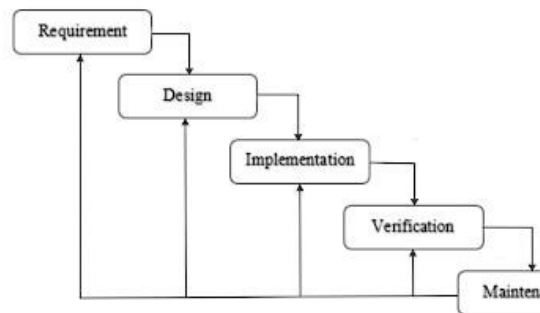 Requirement
Design
Implementation
Verification
Mainten